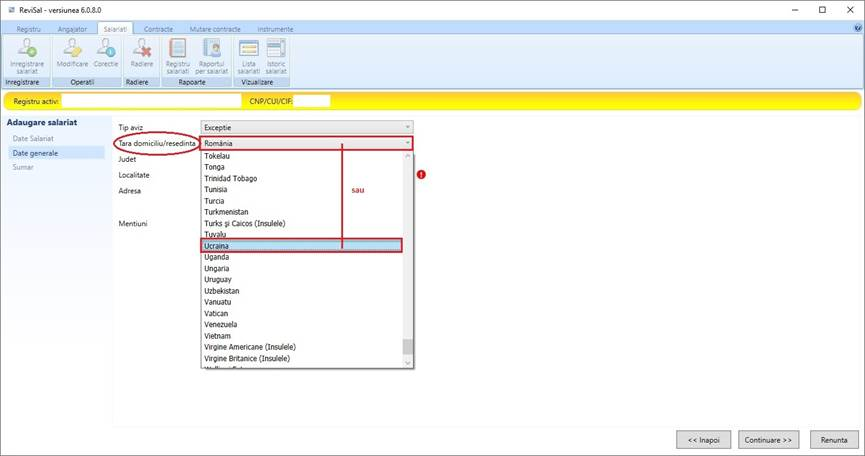 ReviSal - versiunea 6.0.8.0
Registru Angajator Salariati Contracte Mutare contracte Instrumente
Inregistrare salariat
Modificare Corectie
Radiere
Registru salariati
Raportul per salariat
Lista salariati
Istoric salariat
Inregistrare Operatii Radiere Rapoarte Vizualizare
Registru activ: CNP/CUI/CIF:
Adaugare salariat
Date Salariat
Date generale
Sumar
Tip aviz Exceptie
Tara domiciliu/resedinta România
Judet
Localitate
Adresa
Mentiuni
Tokelau
Tonga
Trinidad Tobago
Tunisia
Turcia
Turkmenistan
Turks şi Caicos (Insulele)
Tuvalu
Ucraina
Uganda
Ungaria
Uruguay
Uzbekistan
Vanuatu
Vatican
Venezuela
Vietnam
Virgine Americane (Insulele)
Virgine Britanice (Insulele)
sau
<< Inapoi Continuare >> Renunta